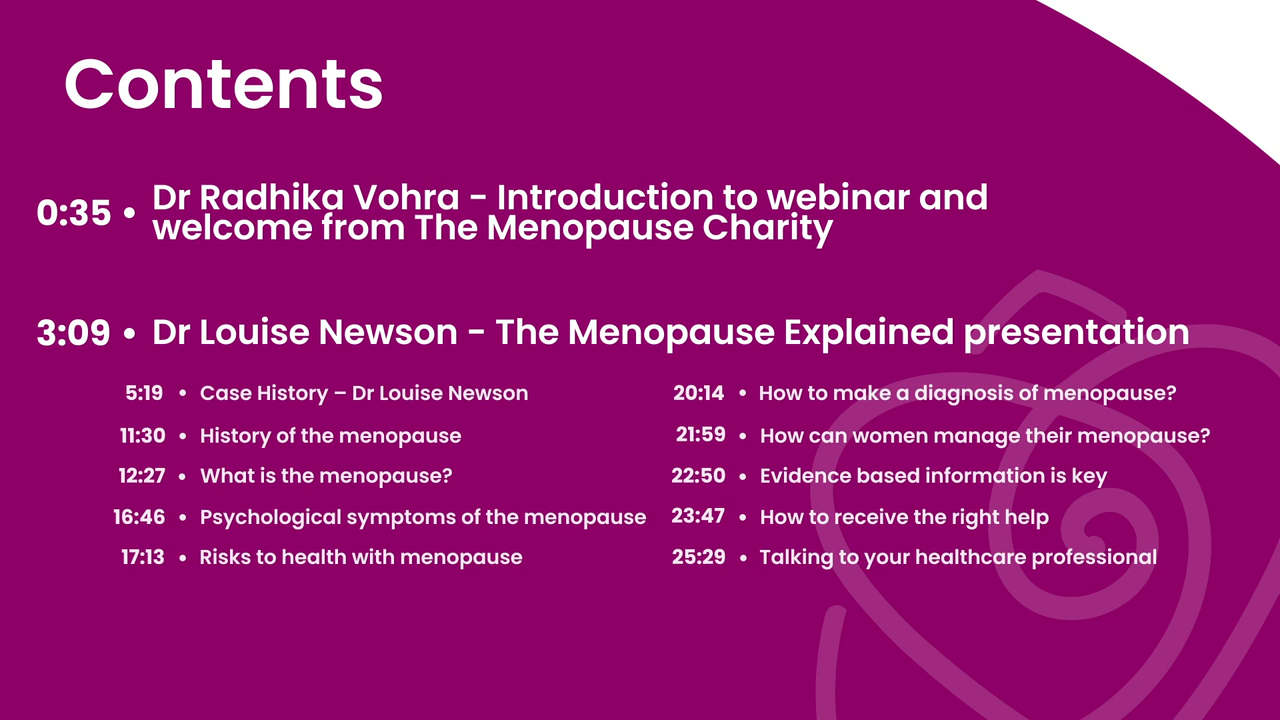 Contents
0:35 • Dr Radhika Vohra - Introduction to webinar and
welcome from The Menopause Charity
3:09 • Dr Louise Newson - The Menopause Explained presentation
5:19 • Case History – Dr Louise Newson
11:30 • History of the menopause
12:27 • What is the menopause?
16:46 • Psychological symptoms of the menopause
17:13 • Risks to health with menopause
20:14 • How to make a diagnosis of menopause?
21:59 • How can women manage their menopause?
22:50 • Evidence based information is key
23:47 • How to receive the right help
25:29 • Talking to your healthcare professional